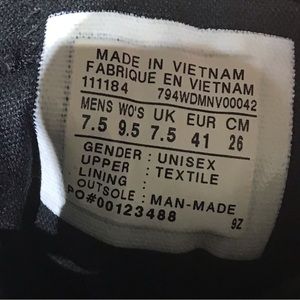 MADE IN VIETNAM
FABRIQUE EN VIETNAM
111184 794WDMNV00042
MENS WO'S UK EUR CM
7.5 9.5 7.5 41 26
GENDER : UNISEX
UPPER : TEXTILE
LINING :
OUTSOLE : MAN-MADE
PO#00123488
9Z